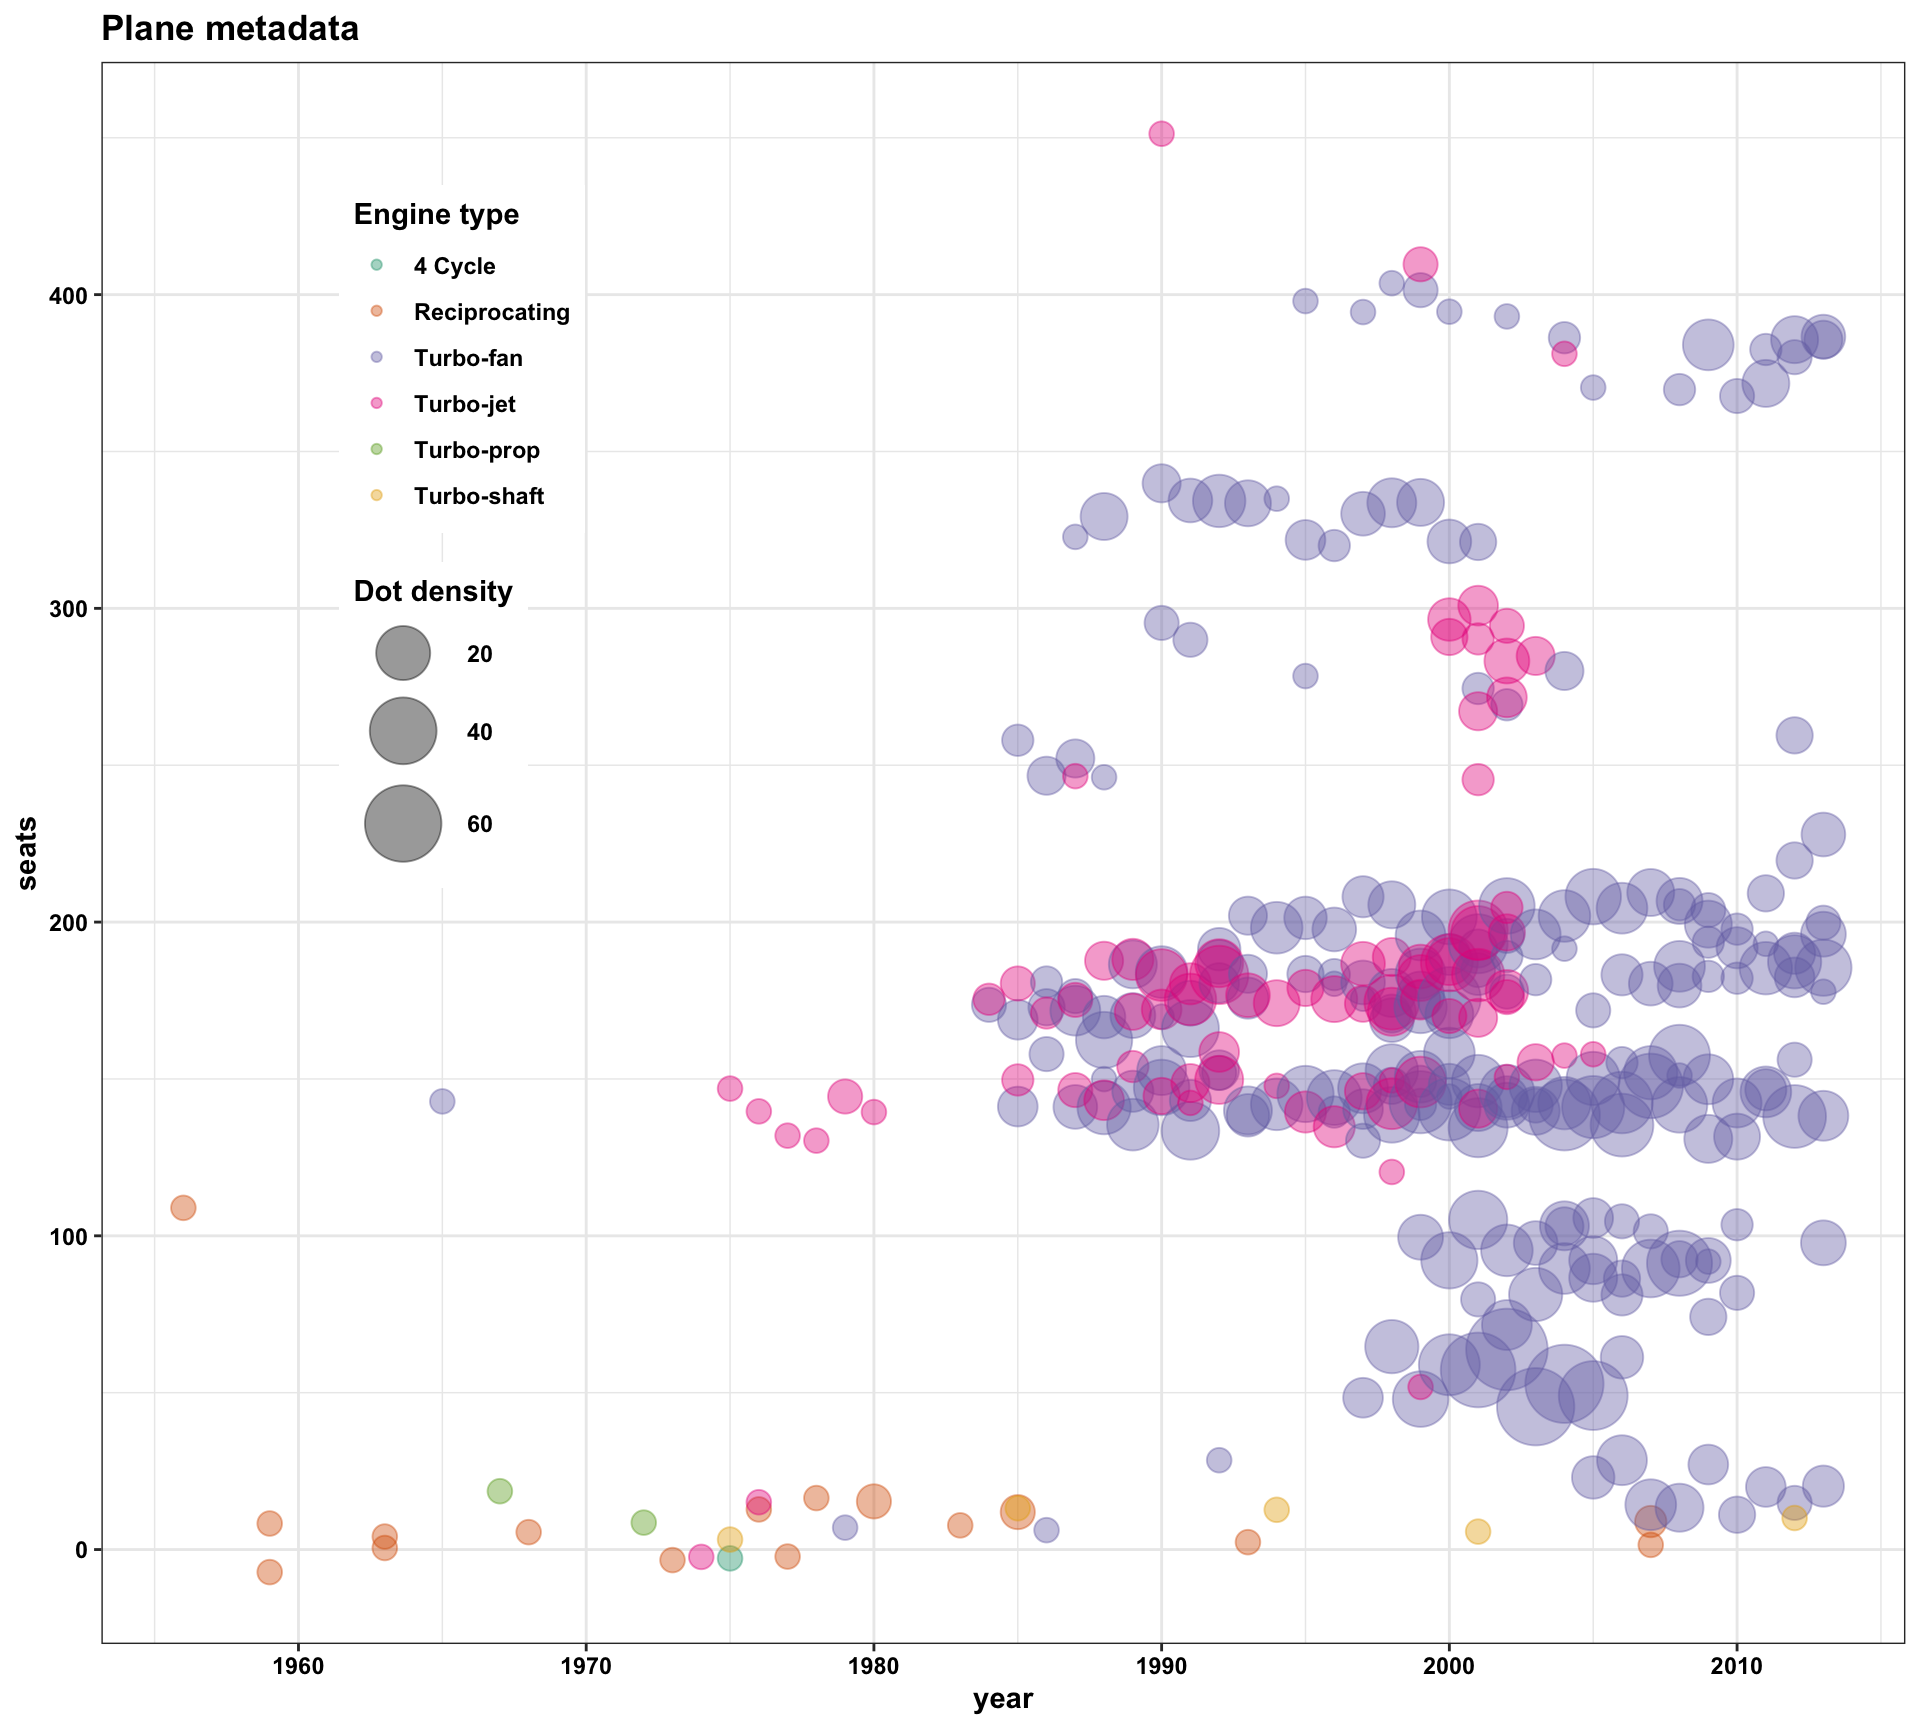 Plane metadata
Engine type
4 Cycle
Reciprocating
Turbo-fan
Turbo-jet
Turbo-prop
Turbo-shaft
Dot density
20
40
60
seats
400
300
200
100
0
1960 1970 1980 1990 2000 2010
year